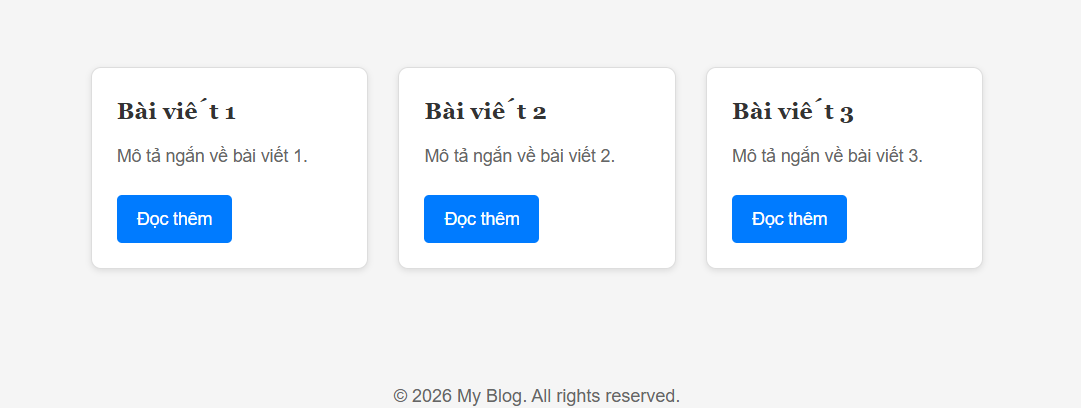 Bài viết 1
Mô tả ngắn về bài viết 1.
Đọc thêm
Bài viết 2
Mô tả ngắn về bài viết 2.
Đọc thêm
Bài viết 3
Mô tả ngắn về bài viết 3.
Đọc thêm
© 2026 My Blog. All rights reserved.